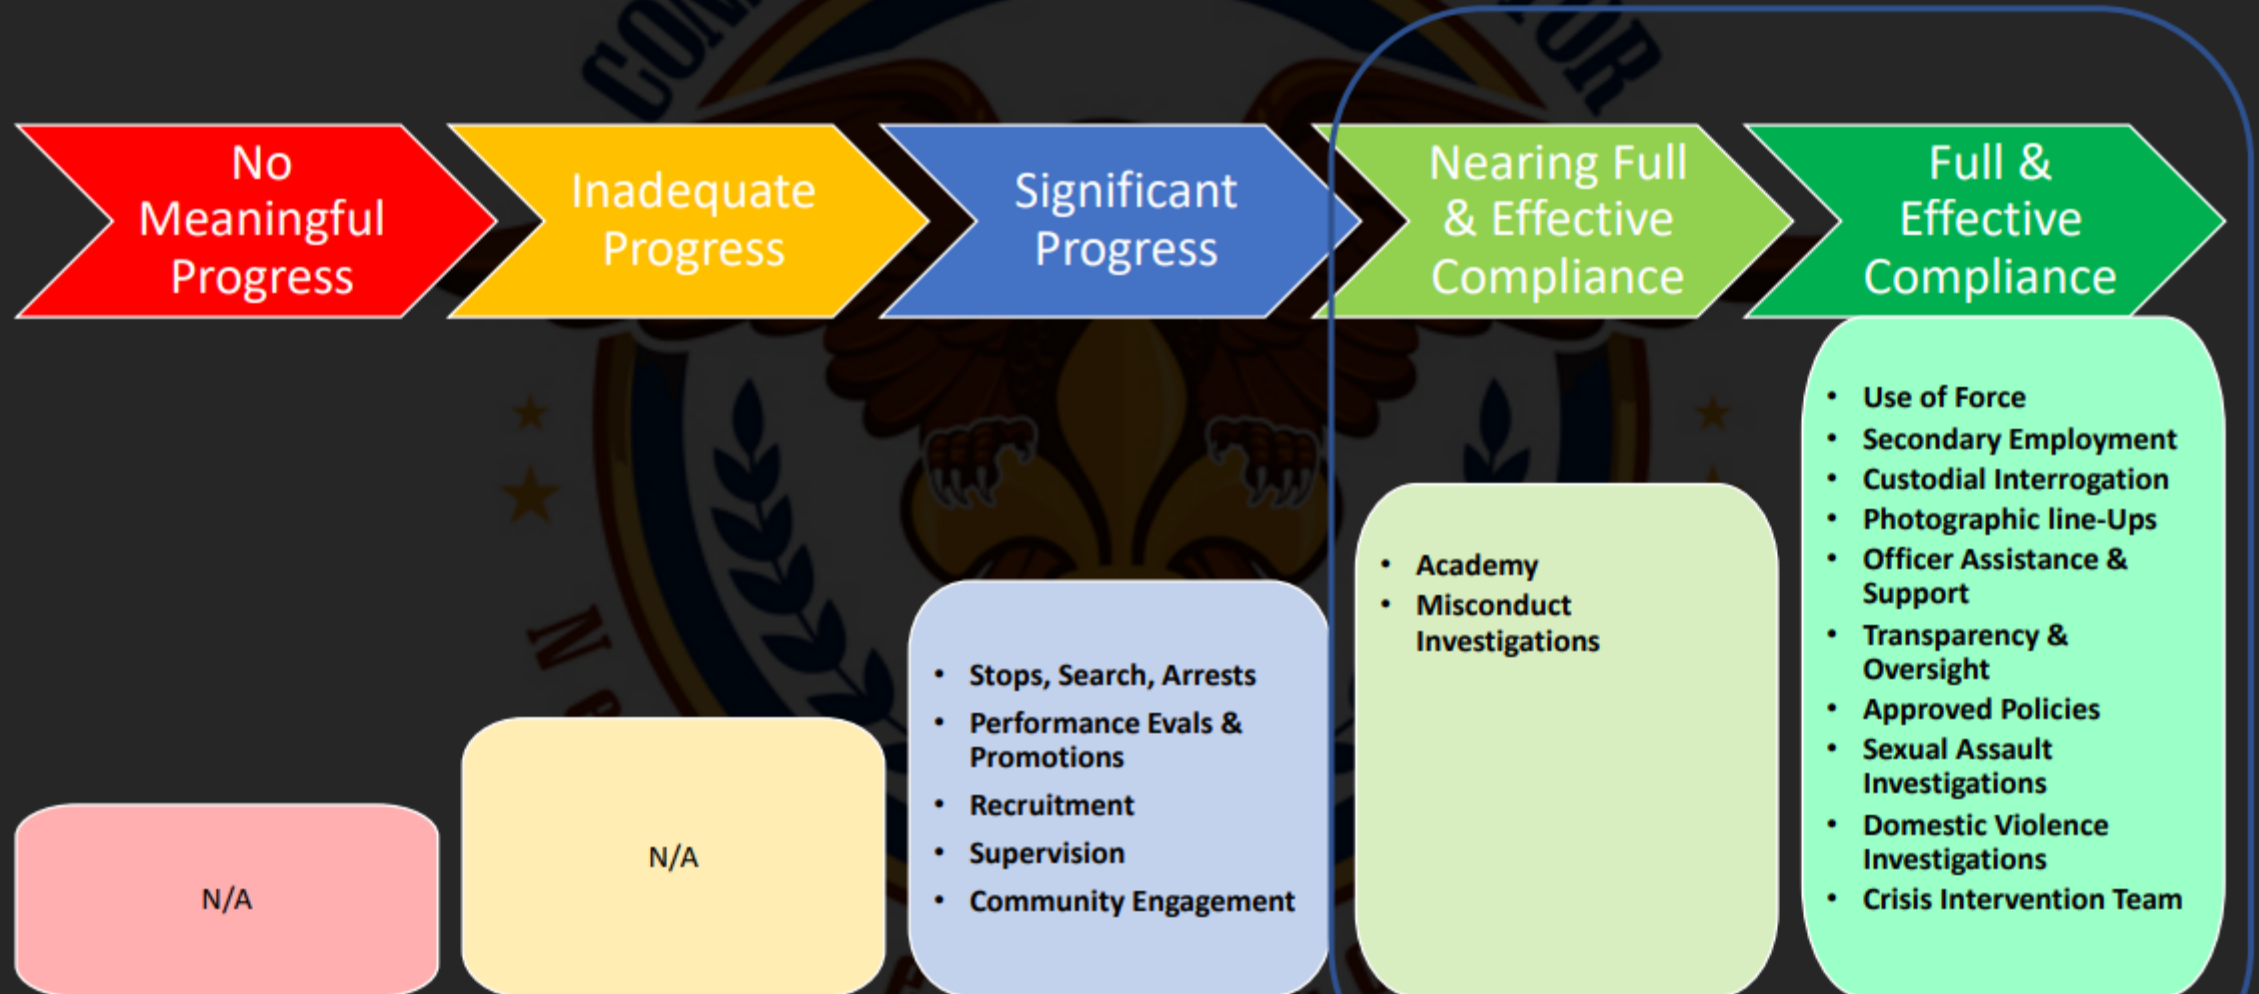 No
Meaningful
Progress
Inadequate
Progress
Significant
Progress
Nearing Full
& Effective
Compliance
Full &
Effective
Compliance
N/A
N/A
• Stops, Search, Arrests
• Performance Evals &
Promotions
• Recruitment
• Supervision
• Community Engagement
• Academy
• Misconduct
Investigations
• Use of Force
• Secondary Employment
• Custodial Interrogation
• Photographic line-Ups
• Officer Assistance &
Support
• Transparency &
Oversight
• Approved Policies
• Sexual Assault
Investigations
• Domestic Violence
Investigations
• Crisis Intervention Team